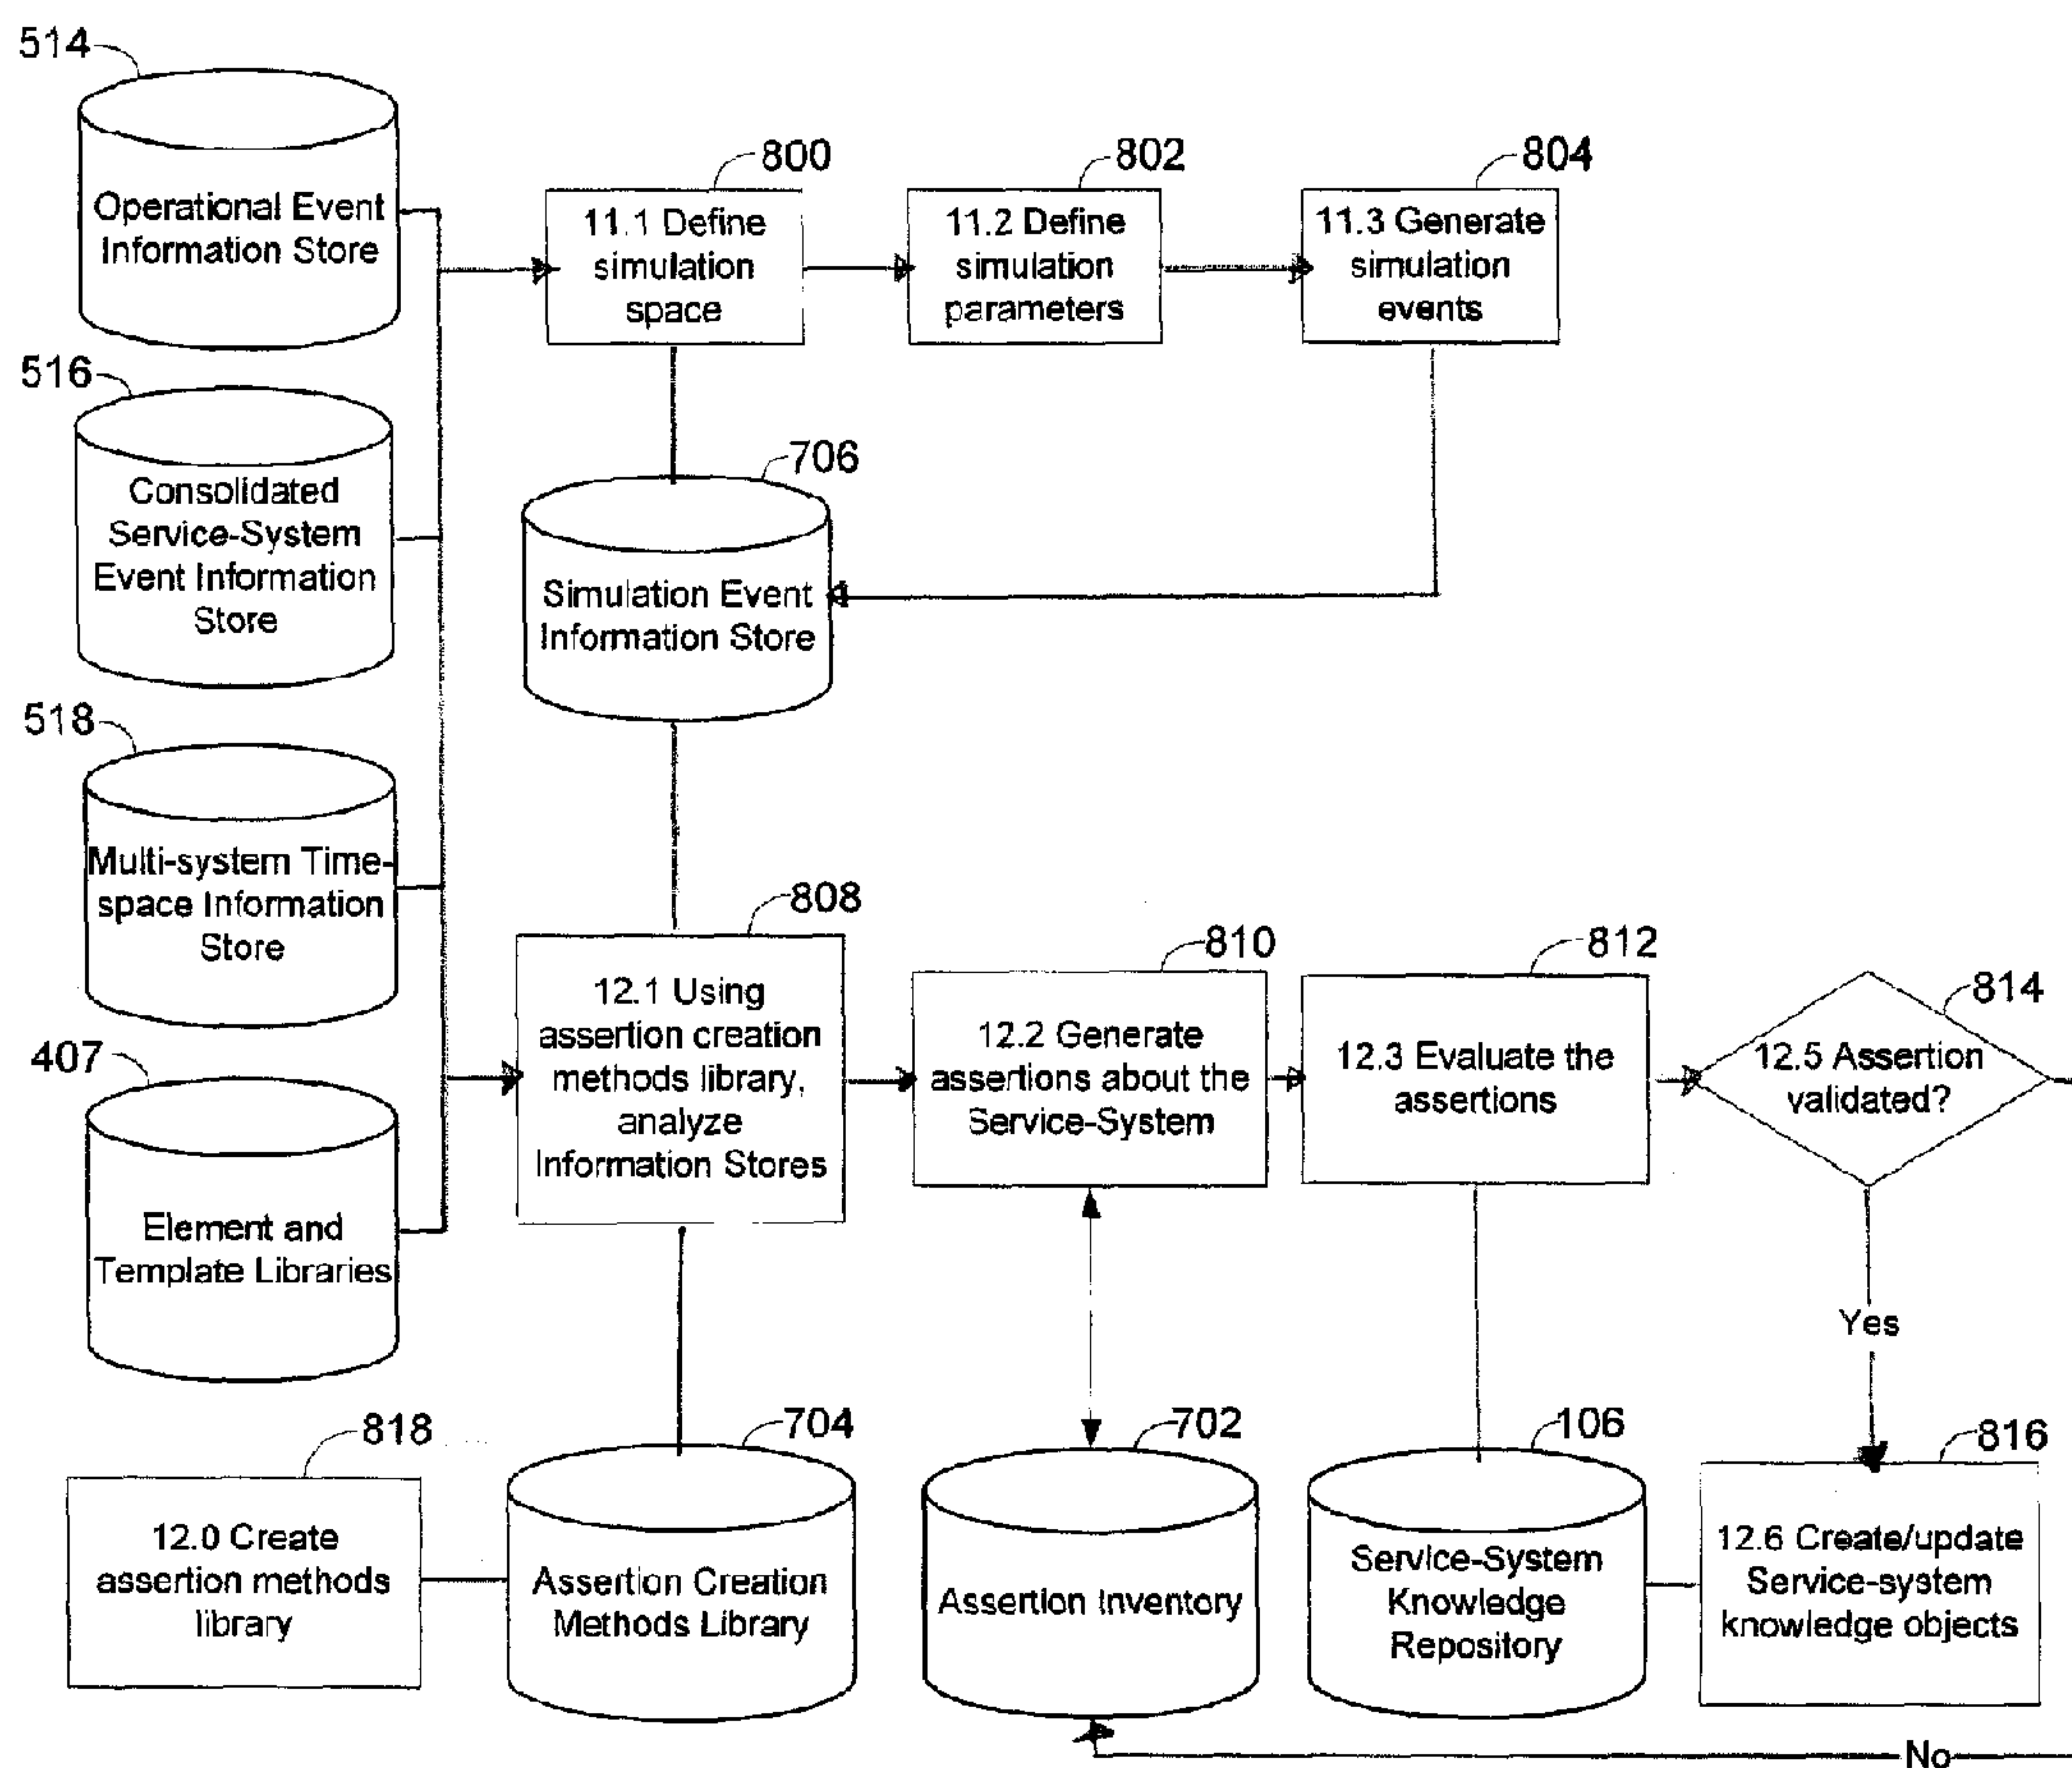 514
Operational Event
Information Store
800
11.1 Define
simulation
space
802
11.2 Define
simulation
parameters
804
11.3 Generate
simulation
events
516
Consolidated
Service-System
Event Information
Store
706
Simulation Event
Information Store
518
Multi-system Time-
space Information
Store
407
Element and
Template Libraries
808
12.1 Using
assertion creation
methods library,
analyze
Information Stores
810
12.2 Generate
assertions about the
Service-System
812
12.3 Evaluate the
assertions
814
12.5 Assertion
validated?
Yes
818
12.0 Create
assertion methods
library
704
Assertion Creation
Methods Library
702
Assertion Inventory
106
Service-System
Knowledge
Repository
816
12.6 Create/update
Service-system
knowledge objects
No